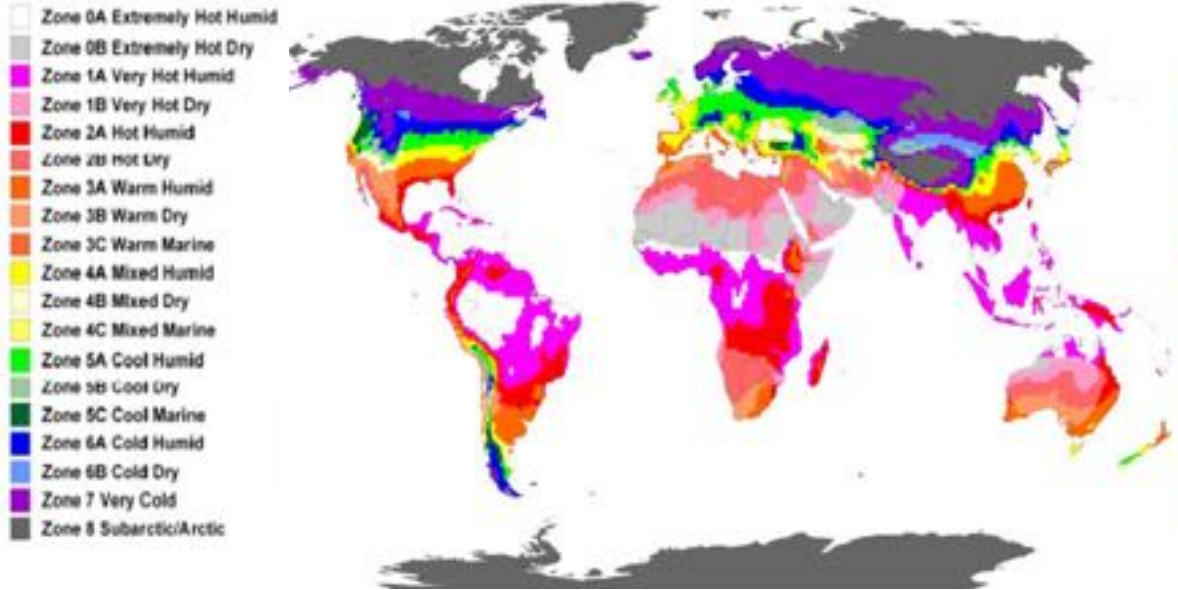 Zone 0A Extremely Hot Humid
Zone 0B Extremely Hot Dry
Zone 1A Very Hot Humid
Zone 1B Very Hot Dry
Zone 2A Hot Humid
Zone 2B Hot Dry
Zone 3A Warm Humid
Zone 3B Warm Dry
Zone 3C Warm Marine
Zone 4A Mixed Humid
Zone 4B Mixed Dry
Zone 4C Mixed Marine
Zone 5A Cool Humid
Zone 5B Cool Dry
Zone 5C Cool Marine
Zone 6A Cold Humid
Zone 6B Cold Dry
Zone 7 Very Cold
Zone 8 Subarctic/Arctic